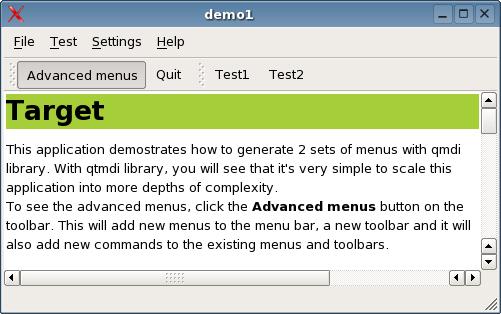 demo1
File Test Settings Help
Advanced menus Quit Test1 Test2
Target
This application demostrates how to generate 2 sets of menus with qmdi
library. With qtmdi library, you will see that it's very simple to scale this
application into more depths of complexity.
To see the advanced menus, click the Advanced menus button on the
toolbar. This will add new menus to the menu bar, a new toolbar and it will
also add new commands to the existing menus and toolbars.